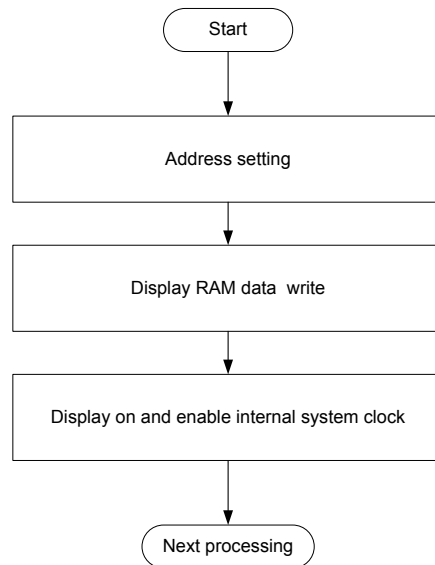 Start
Address setting
Display RAM data  write
Display on and enable internal system clock
Next processing